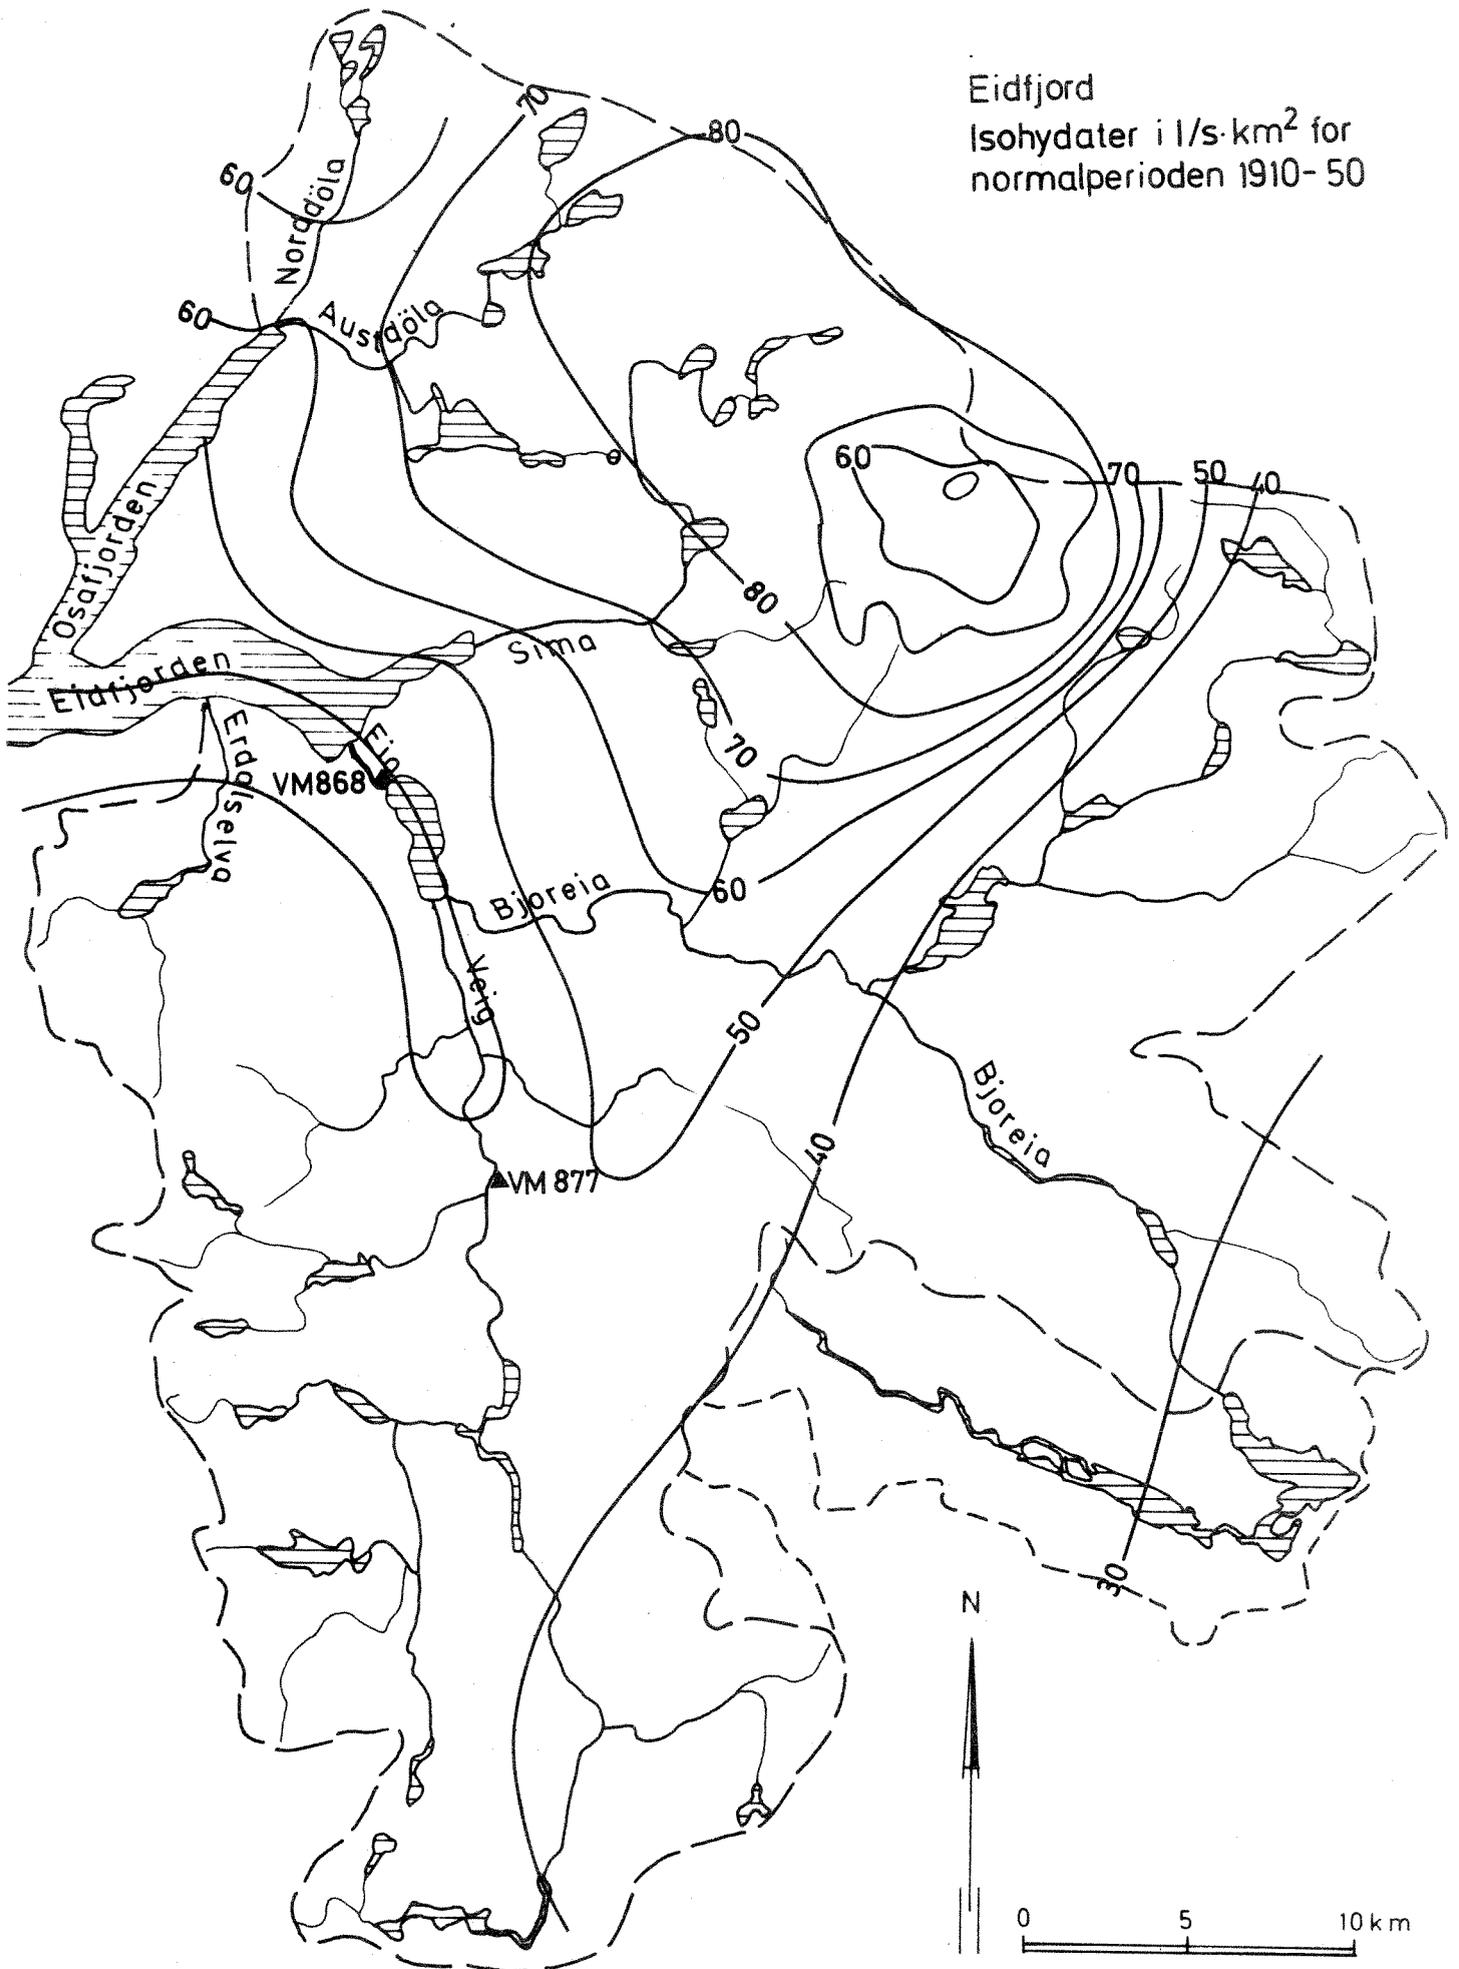 Eidfjord
Isohydater i l/s·km² for
normalperioden 1910-50
70
80
60
Norddöla
60
Austdöla
60
70
50
40
Osafjorden
80
Sima
Eidfjorden
Erdalselva
Eio
70
VM868
60
Bjoreia
Veig
50
Bjoreia
40
VM 877
30
N
0
5
10 km